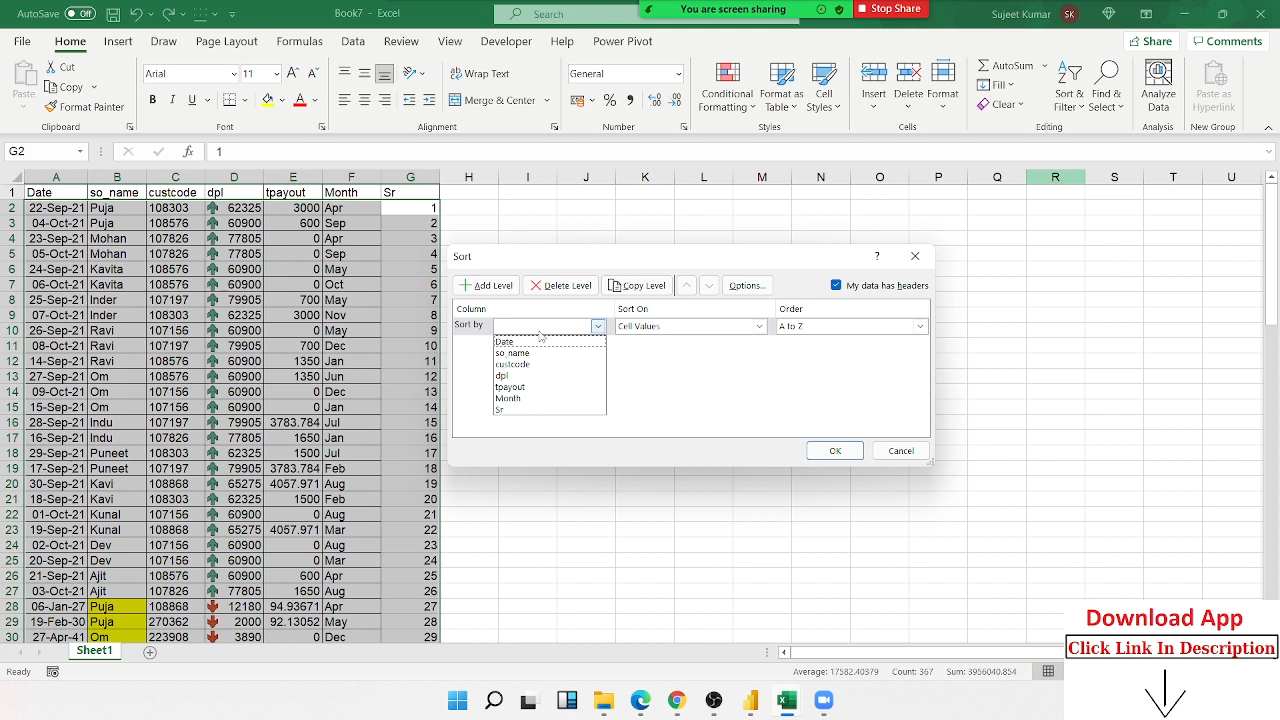 AutoSave Off Book7 - Excel Search You are screen sharing Stop Share Sujeet Kumar SK
File Home Insert Draw Page Layout Formulas Data Review View Developer Help Power Pivot Share Comments
Paste Cut Copy Format Painter Clipboard
Arial 11 B I U A Font
Wrap Text Merge & Center Alignment
General % Number
Conditional Formatting Format as Table Cell Styles Styles
Insert Delete Format Cells
AutoSum Fill Clear Sort & Filter Find & Select Editing
Analyze Data Analysis
Paste as Hyperlink New Group
G2 fx 1
A B C D E F G H I J K L M N O P Q R S T U
1 Date so_name custcode dpl tpayout Month Sr
2 22-Sep-21 Puja 108303 62325 3000 Apr 1
3 04-Oct-21 Puja 108576 60900 600 Sep 2
4 23-Sep-21 Mohan 107826 77805 0 Apr 3
5 05-Oct-21 Mohan 107826 77805 0 Sep 4
6 24-Sep-21 Kavita 108576 60900 0 May 5
7 06-Oct-21 Kavita 108576 60900 0 Oct 6
8 25-Sep-21 Inder 107197 79905 700 May 7
9 07-Oct-21 Inder 108303 62325 3000 Nov 8
10 26-Sep-21 Ravi 107156 60900 0 May 9
11 08-Oct-21 Ravi 107197 79905 700 Dec 10
12 14-Sep-21 Ravi 108576 60900 1350 Jan 11
13 27-Sep-21 Om 108576 60900 1350 Jun 12
14 09-Oct-21 Om 107156 60900 0 Dec 13
15 15-Sep-21 Om 107156 60900 0 Jan 14
16 28-Sep-21 Indu 107197 79905 3783.784 Jul 15
17 16-Sep-21 Indu 107826 77805 1650 Jan 16
18 29-Sep-21 Puneet 108303 62325 1500 Jul 17
19 17-Sep-21 Puneet 107197 79905 3783.784 Feb 18
20 30-Sep-21 Kavi 108868 65275 4057.971 Aug 19
21 18-Sep-21 Kavi 108303 62325 1500 Feb 20
22 01-Oct-21 Kunal 107156 60900 0 Aug 21
23 19-Sep-21 Kunal 108868 65275 4057.971 Mar 22
24 02-Oct-21 Dev 107156 60900 0 Aug 23
25 20-Sep-21 Dev 107156 60900 0 Mar 24
26 21-Sep-21 Ajit 108576 60900 600 Apr 25
27 03-Oct-21 Ajit 107826 77805 1650 Aug 26
28 06-Jan-27 Puja 108868 12180 94.93671 Apr 27
29 19-Feb-30 Puja 270362 2000 92.13052 May 28
30 27-Apr-41 Om 223908 3890 0 Dec 29
Sort ?
Add Level Delete Level Copy Level Options... My data has headers
Column Sort On Order
Sort by Cell Values A to Z
Date
so_name
custcode
dpl
tpayout
Month
Sr
OK Cancel
Sheet1
Ready Average: 17582.40379 Count: 367 Sum: 3956040.854
Download App
Click Link In Description